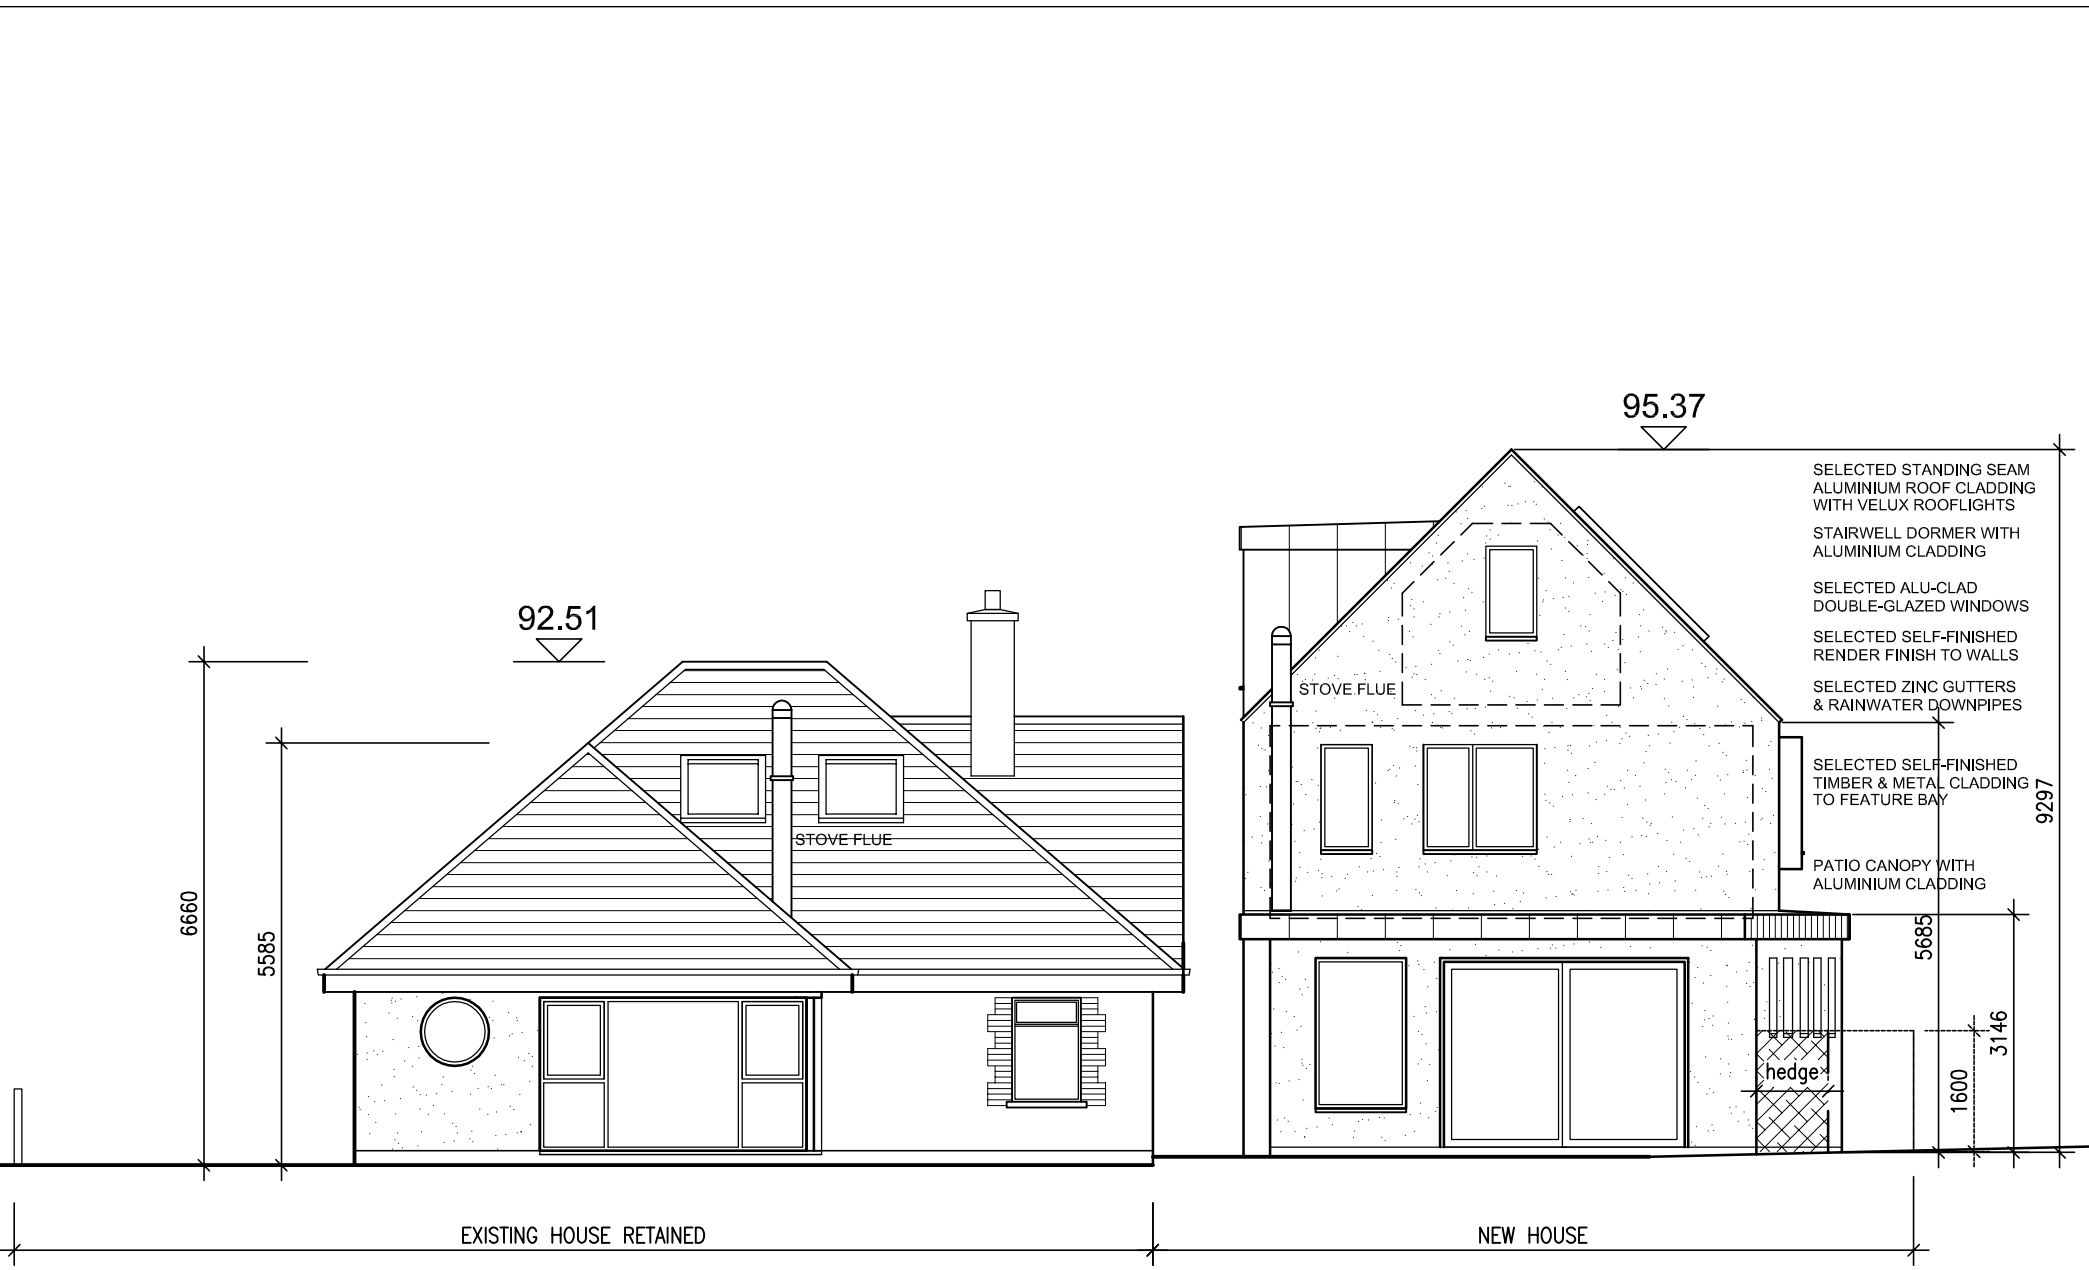 95.37
SELECTED STANDING SEAM
ALUMINIUM ROOF CLADDING
WITH VELUX ROOFLIGHTS
STAIRWELL DORMER WITH
ALUMINIUM CLADDING
SELECTED ALU-CLAD
DOUBLE-GLAZED WINDOWS
92.51
SELECTED SELF-FINISHED
RENDER FINISH TO WALLS
STOVE FLUE
SELECTED ZINC GUTTERS
& RAINWATER DOWNPIPES
SELECTED SELF-FINISHED
TIMBER & METAL CLADDING
TO FEATURE BAY
9297
STOVE FLUE
PATIO CANOPY WITH
ALUMINIUM CLADDING
6660
5585
5685
3146
1600
hedge
EXISTING HOUSE RETAINED
NEW HOUSE